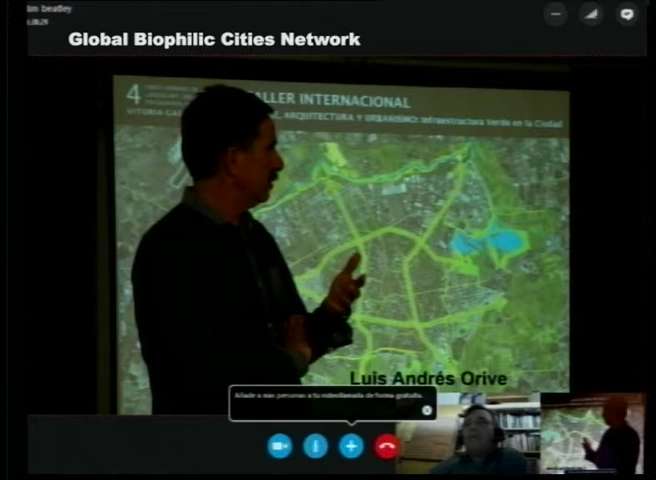 tim beatley
Global Biophilic Cities Network
4
TALLER INTERNACIONAL
ARQUITECTURA Y URBANISMO: Infraestructura Verde en la Ciudad
Luis Andrés Orive
Añade a más personas a tu videollamada de forma gratuita.